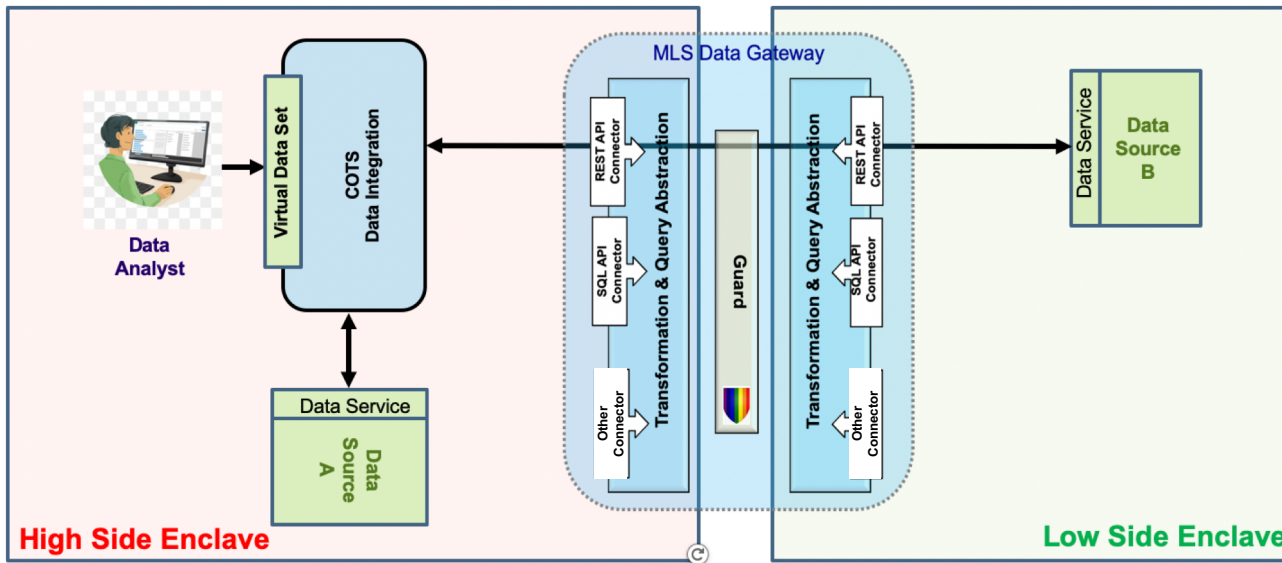 MLS Data Gateway
Data
Analyst
Virtual Data Set
COTS
Data Integration
Data Service
Data
Source
A
REST API
Connector
SQL API
Connector
Other
Connector
Transformation & Query Abstraction
Guard
Transformation & Query Abstraction
REST API
Connector
SQL API
Connector
Other
Connector
Data Service
Data
Source
B
High Side Enclave
Low Side Enclave